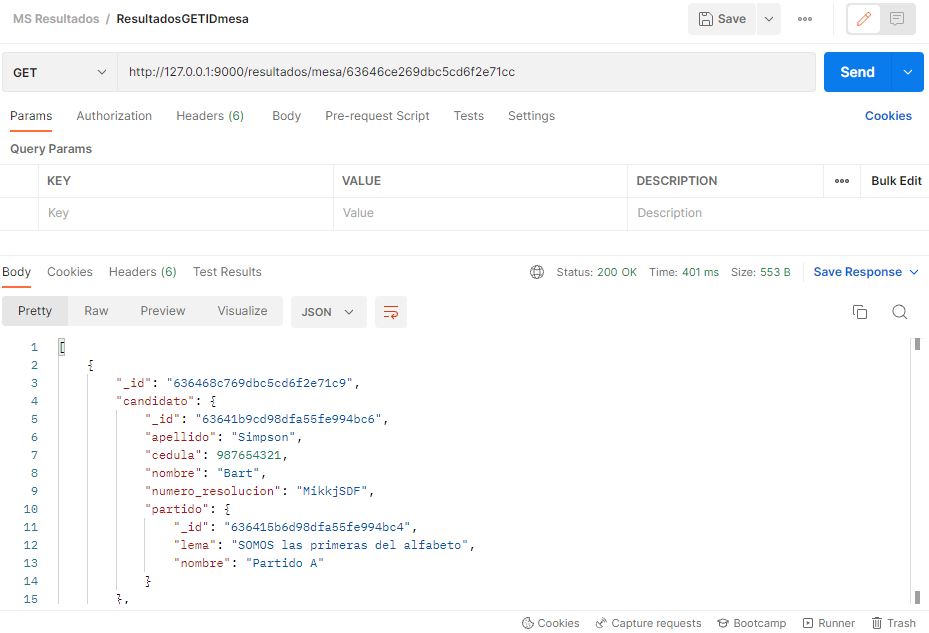 MS Resultados / ResultadosGETIDmesa
Save
GET
http://127.0.0.1:9000/resultados/mesa/63646ce269dbc5cd6f2e71cc
Send
Params Authorization Headers (6) Body Pre-request Script Tests Settings Cookies
Query Params
KEY VALUE DESCRIPTION Bulk Edit
Key Value Description
Body Cookies Headers (6) Test Results Status: 200 OK Time: 401 ms Size: 553 B Save Response
Pretty Raw Preview Visualize JSON
1 [
2 {
3 "_id": "636468c769dbc5cd6f2e71c9",
4 "candidato": {
5 "_id": "63641b9cd98dfa55fe994bc6",
6 "apellido": "Simpson",
7 "cedula": 987654321,
8 "nombre": "Bart",
9 "numero_resolucion": "MikkjSDF",
10 "partido": {
11 "_id": "636415b6d98dfa55fe994bc4",
12 "lema": "SOMOS las primeras del alfabeto",
13 "nombre": "Partido A"
14 }
15 },
Cookies Capture requests Bootcamp Runner Trash